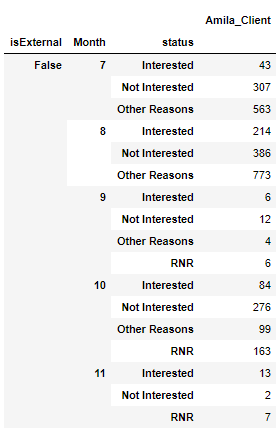 Amila_Client
isExternal Month status
False 7 Interested 43
Not Interested 307
Other Reasons 563
8 Interested 214
Not Interested 386
Other Reasons 773
9 Interested 6
Not Interested 12
Other Reasons 4
RNR 6
10 Interested 84
Not Interested 276
Other Reasons 99
RNR 163
11 Interested 13
Not Interested 2
RNR 7